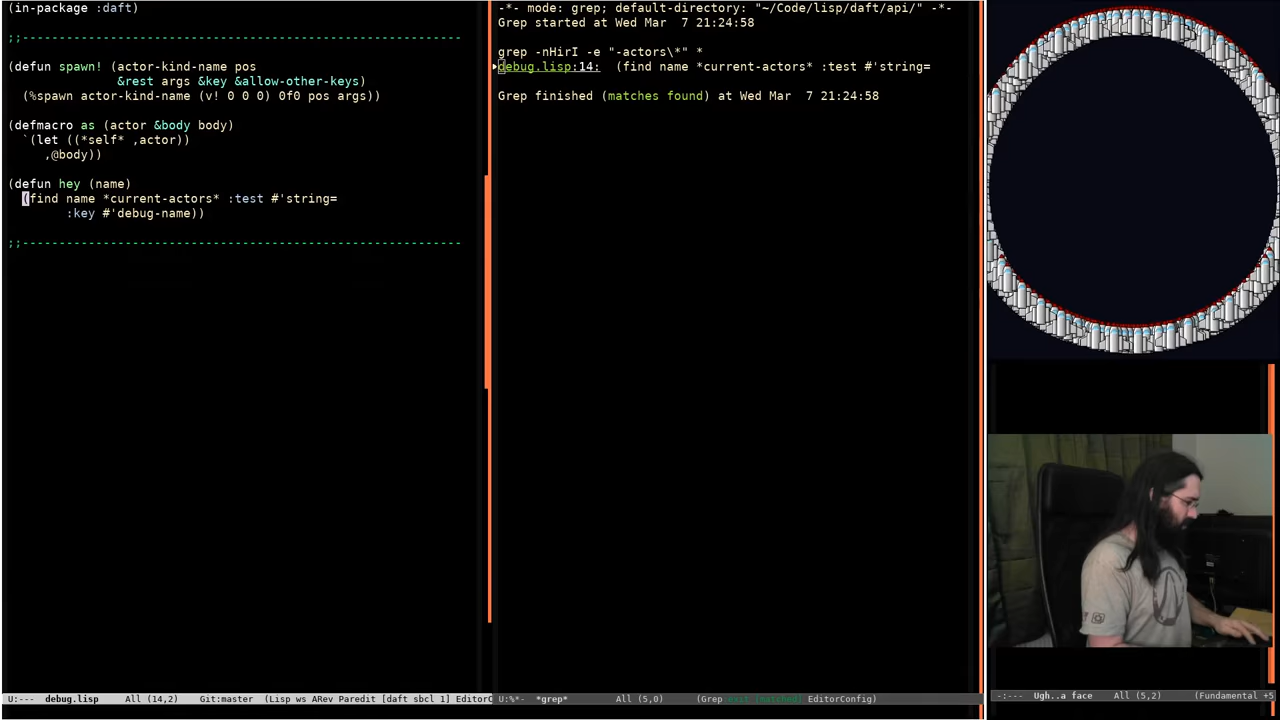 (in-package :daft)
;;------------------------------------------------------------
(defun spawn! (actor-kind-name pos
&rest args &key &allow-other-keys)
(%spawn actor-kind-name (v! 0 0 0) 0f0 pos args))
(defmacro as (actor &body body)
`(let ((*self* ,actor))
,@body))
(defun hey (name)
(find name *current-actors* :test #'string=
:key #'debug-name))
;;------------------------------------------------------------
U:---  debug.lisp     All (14,2)     Git:master  (Lisp ws ARev Paredit [daft sbcl 1] EditorC
-*- mode: grep; default-directory: "~/Code/lisp/daft/api/" -*-
Grep started at Wed Mar  7 21:24:58
grep -nHirI -e "-actors\*" *
debug.lisp:14:  (find name *current-actors* :test #'string=
Grep finished (matches found) at Wed Mar  7 21:24:58
U:%*-  *grep*         All (5,0)      (Grep:exit [matched] EditorConfig)
-:---  Ugh..a face    All (5,2)      (Fundamental +5